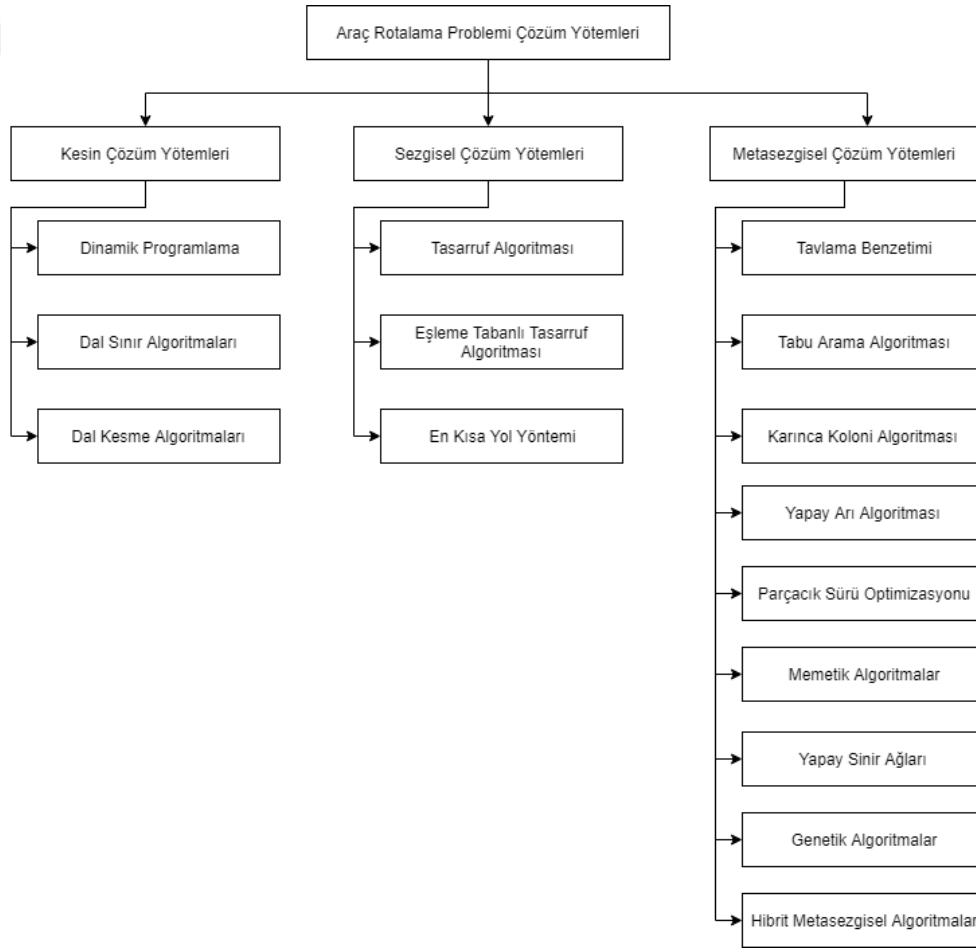 Araç Rotalama Problemi Çözüm Yötemleri
Kesin Çözüm Yötemleri
Dinamik Programlama
Dal Sınır Algoritmaları
Dal Kesme Algoritmaları
Sezgisel Çözüm Yötemleri
Tasarruf Algoritması
Eşleme Tabanlı Tasarruf
Algoritması
En Kısa Yol Yöntemi
Metasezgisel Çözüm Yötemleri
Tavlama Benzetimi
Tabu Arama Algoritması
Karınca Koloni Algoritması
Yapay Arı Algoritması
Parçacık Sürü Optimizasyonu
Memetik Algoritmalar
Yapay Sinir Ağları
Genetik Algoritmalar
Hibrit Metasezgisel Algoritmalar